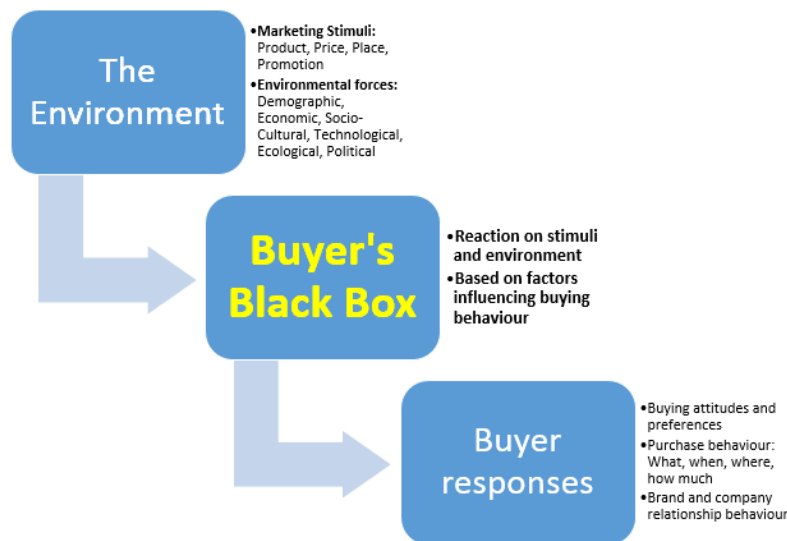 The
Environment
•Marketing Stimuli:
Product, Price, Place,
Promotion
•Environmental forces:
Demographic,
Economic, Socio-
Cultural, Technological,
Ecological, Political
Buyer's
Black Box
•Reaction on stimuli
and environment
•Based on factors
influencing buying
behaviour
Buyer
responses
•Buying attitudes and
preferences
•Purchase behaviour:
What, when, where,
how much
•Brand and company
relationship behaviour